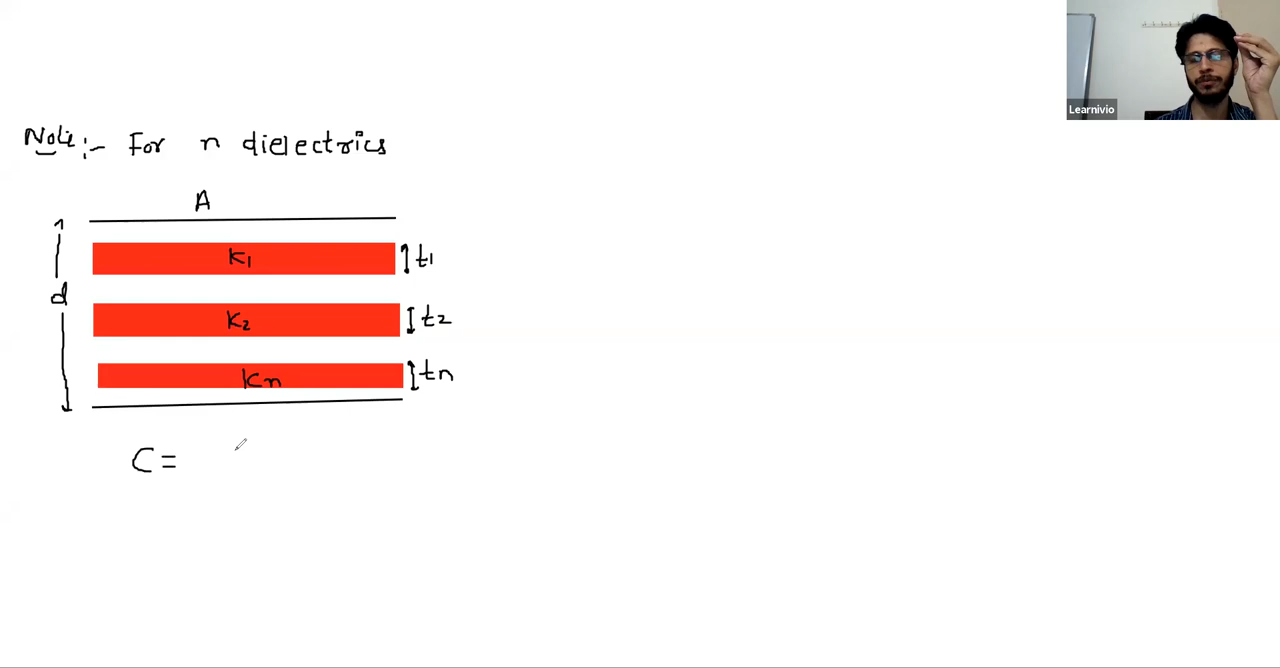 Learnivio
Note :- For n dielectrics
A
K1
t1
d
K2
t2
Kn
tn
C =